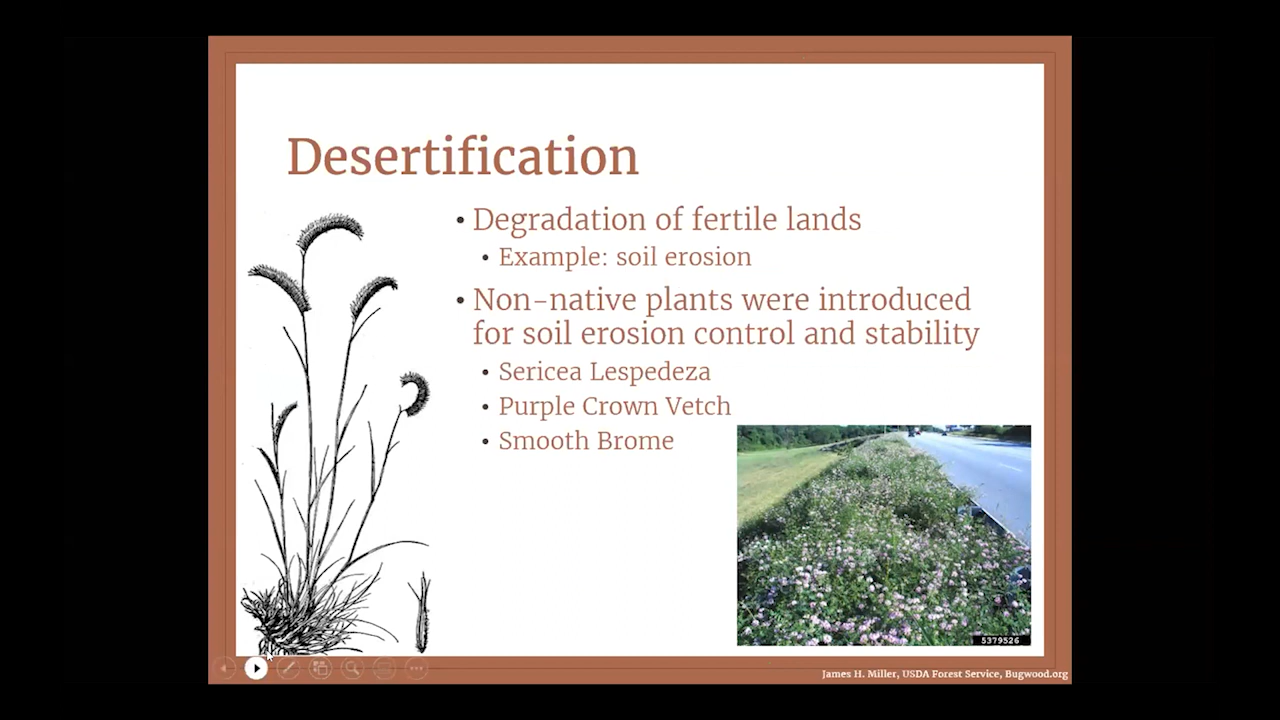 Desertification
• Degradation of fertile lands
• Example: soil erosion
• Non-native plants were introduced
for soil erosion control and stability
• Sericea Lespedeza
• Purple Crown Vetch
• Smooth Brome
5379526
James H. Miller, USDA Forest Service, Bugwood.org